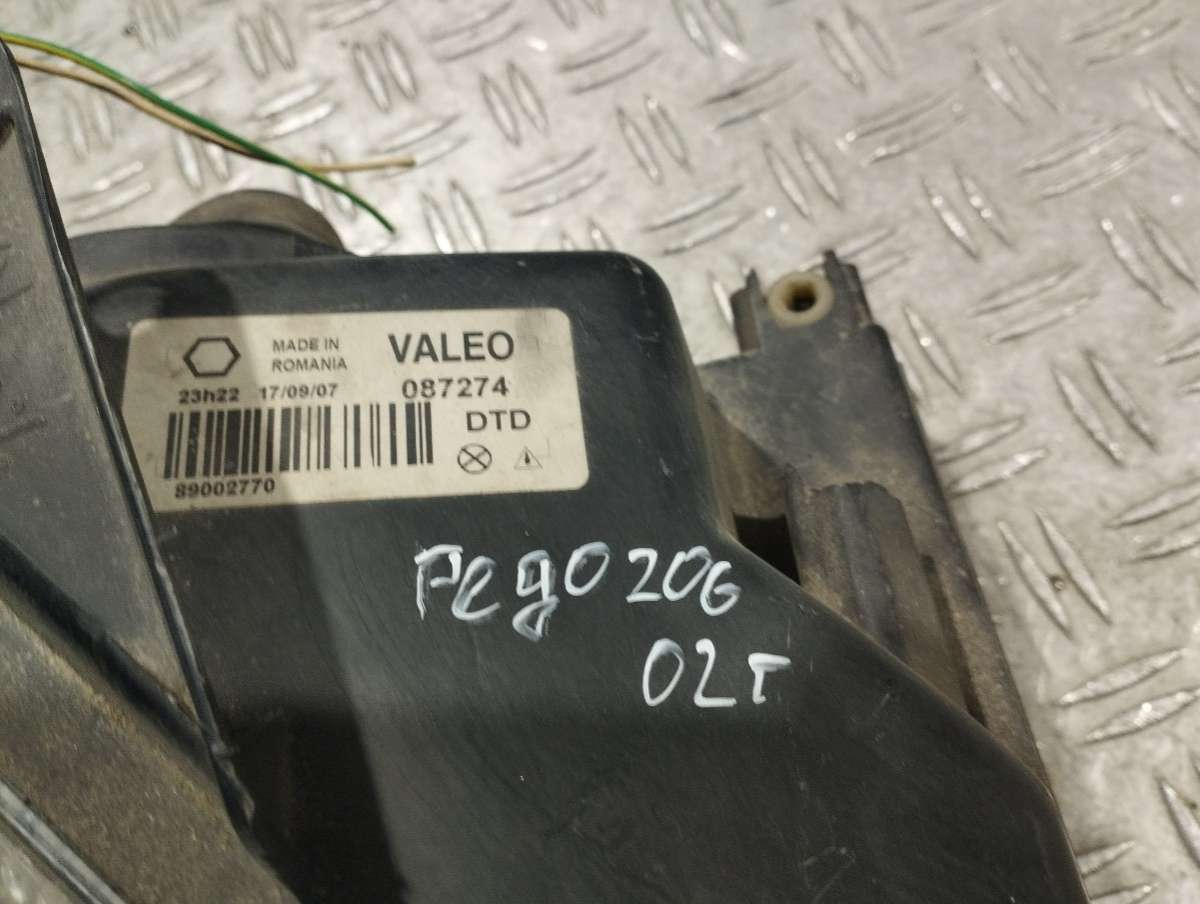 MADE IN
ROMANIA
VALEO
23h22 17/09/07
087274
DTD
89002770
Pego 206
02г